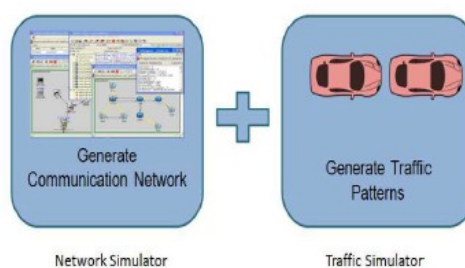 Generate
Communication Network
Generate Traffic
Patterns
Network Simulator
Traffic Simulator